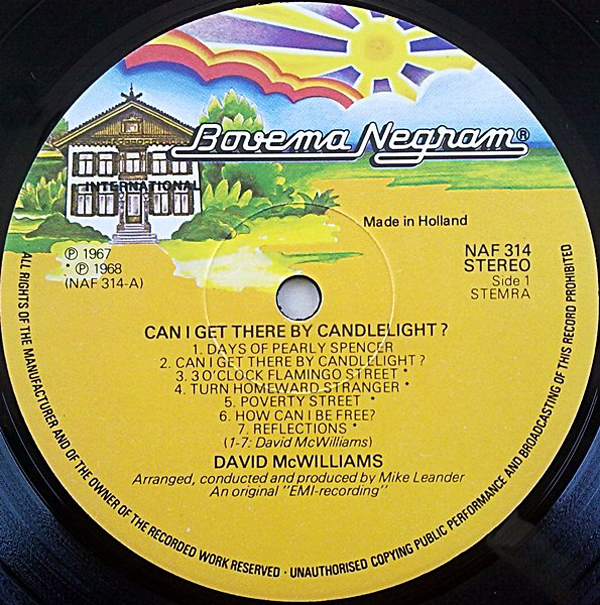 Bovema Negram®
INTERNATIONAL
Made in Holland
℗ 1967
• ℗ 1968
(NAF 314-A)
NAF 314
STEREO
Side 1
STEMRA
CAN I GET THERE BY CANDLELIGHT ?
1. DAYS OF PEARLY SPENCER
2. CAN I GET THERE BY CANDLELIGHT ?
3. 3 O'CLOCK FLAMINGO STREET •
4. TURN HOMEWARD STRANGER •
5. POVERTY STREET •
6. HOW CAN I BE FREE?
7. REFLECTIONS •
(1-7: David McWilliams)
DAVID McWILLIAMS
Arranged, conducted and produced by Mike Leander
An original "EMI-recording"
ALL RIGHTS OF THE MANUFACTURER AND OF THE OWNER OF THE RECORDED WORK RESERVED · UNAUTHORISED COPYING PUBLIC PERFORMANCE AND BROADCASTING OF THIS RECORD PROHIBITED